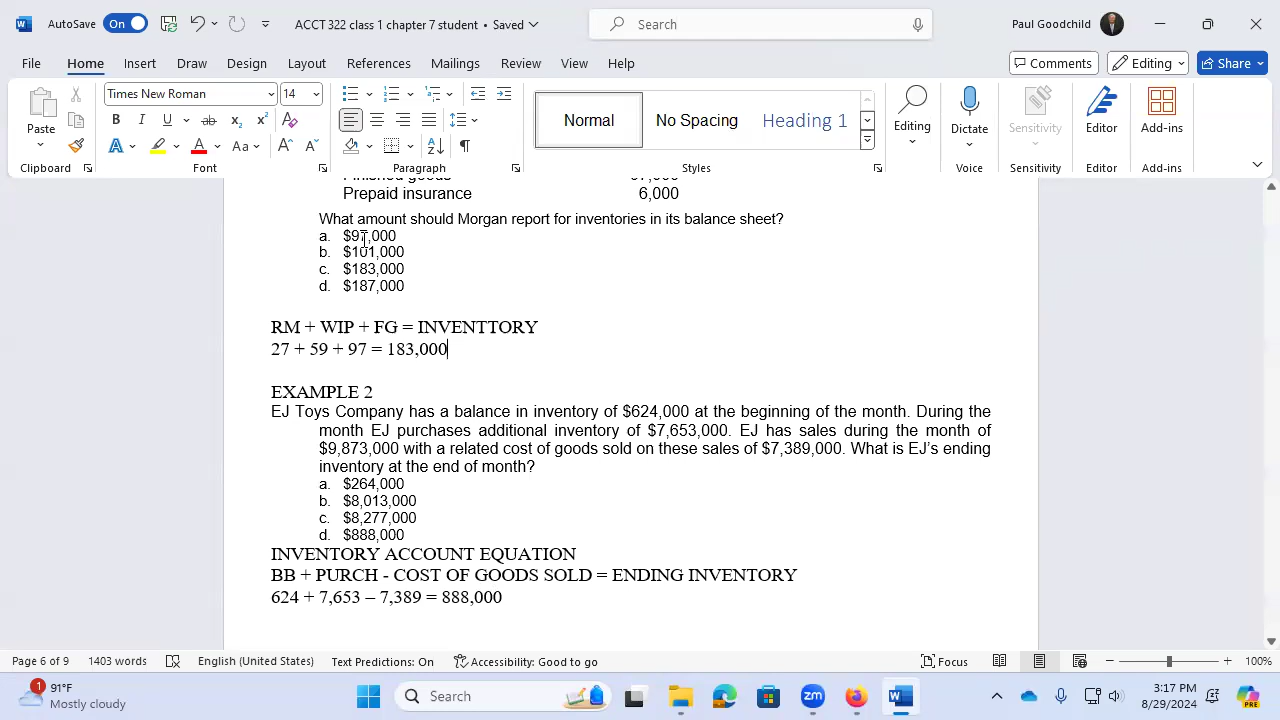 AutoSave On ACCT 322 class 1 chapter 7 student • Saved Search Paul Goodchild
File Home Insert Draw Design Layout References Mailings Review View Help Comments Editing Share
Times New Roman 14
Normal No Spacing Heading 1
Paste Editing Dictate Sensitivity Editor Add-ins
Clipboard Font Paragraph Styles Voice Sensitivity Editor Add-ins
Prepaid insurance 6,000
What amount should Morgan report for inventories in its balance sheet?
a. $97,000
b. $101,000
c. $183,000
d. $187,000
RM + WIP + FG = INVENTTORY
27 + 59 + 97 = 183,000
EXAMPLE 2
EJ Toys Company has a balance in inventory of $624,000 at the beginning of the month. During the
month EJ purchases additional inventory of $7,653,000. EJ has sales during the month of
$9,873,000 with a related cost of goods sold on these sales of $7,389,000. What is EJ's ending
inventory at the end of month?
a. $264,000
b. $8,013,000
c. $8,277,000
d. $888,000
INVENTORY ACCOUNT EQUATION
BB + PURCH - COST OF GOODS SOLD = ENDING INVENTORY
624 + 7,653 – 7,389 = 888,000
Page 6 of 9 1403 words English (United States) Text Predictions: On Accessibility: Good to go Focus 100%
1 91°F Search 3:17 PM
Mostly cloudy 8/29/2024